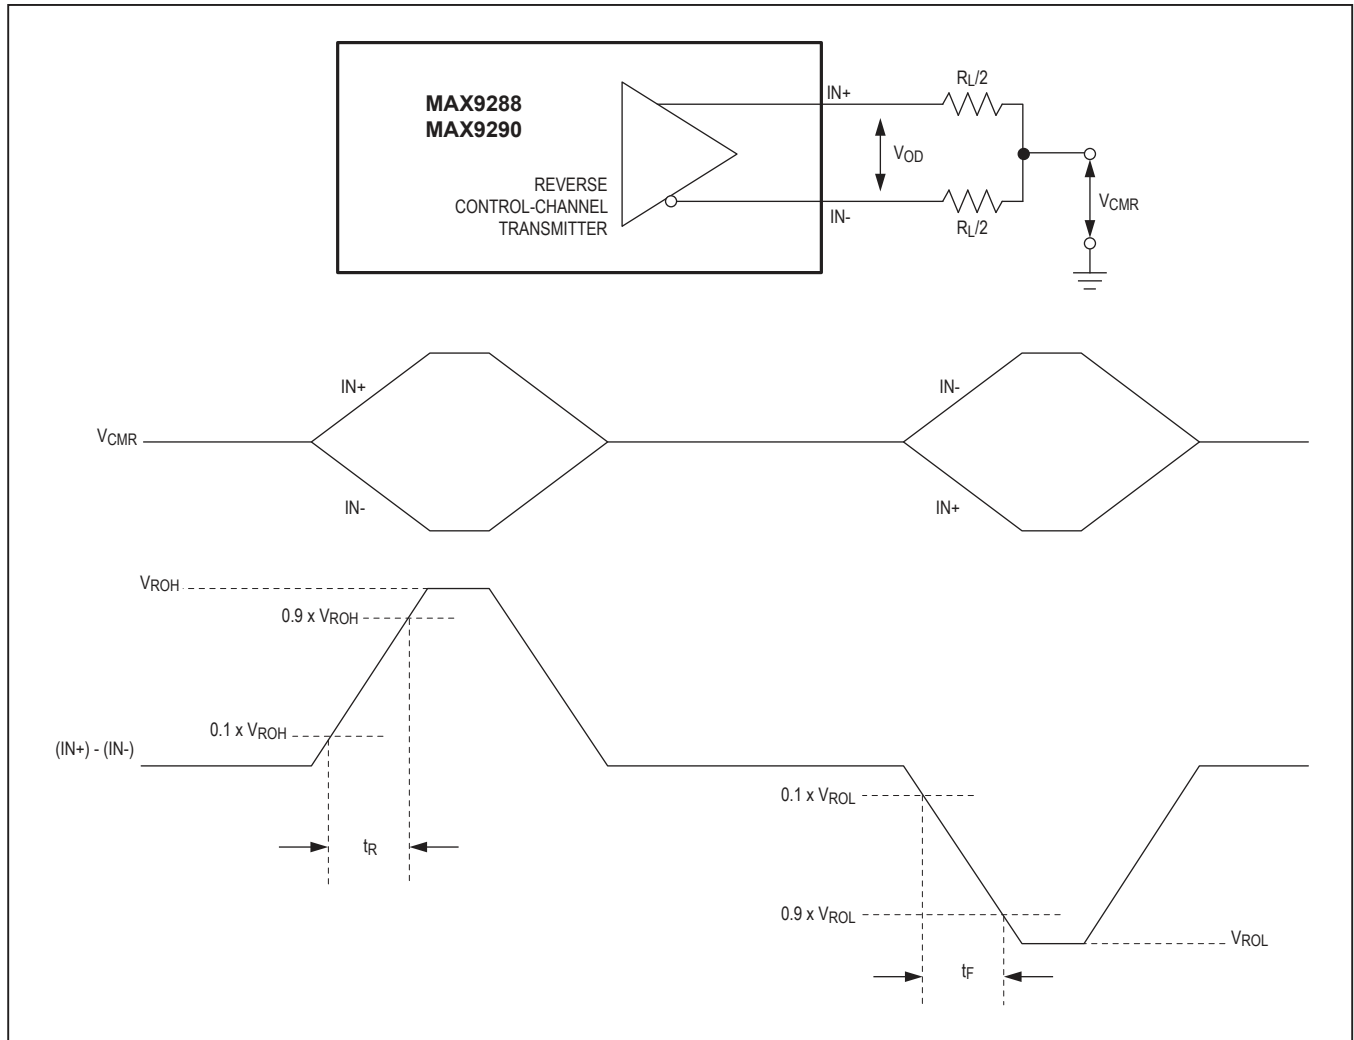 MAX9288
MAX9290
REVERSE
CONTROL-CHANNEL
TRANSMITTER
IN+
IN-
VOD
RL/2
RL/2
VCMR
VCMR
IN+
IN-
IN-
IN+
VROH
0.9 x VROH
0.1 x VROH
(IN+) - (IN-)
tR
0.1 x VROL
0.9 x VROL
VROL
tF